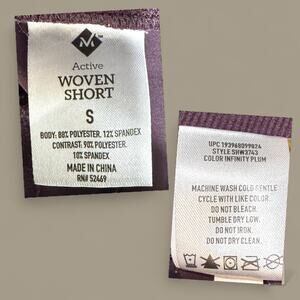 M
Active
WOVEN
SHORT
S
BODY: 88% POLYESTER, 12% SPANDEX
CONTRAST: 90% POLYESTER,
10% SPANDEX
MADE IN CHINA
RN# 52469
UPC 193968099824
STYLE SHW3743
COLOR INFINITY PLUM
MACHINE WASH COLD GENTLE
CYCLE WITH LIKE COLOR.
DO NOT BLEACH.
TUMBLE DRY LOW.
DO NOT IRON.
DO NOT DRY CLEAN.